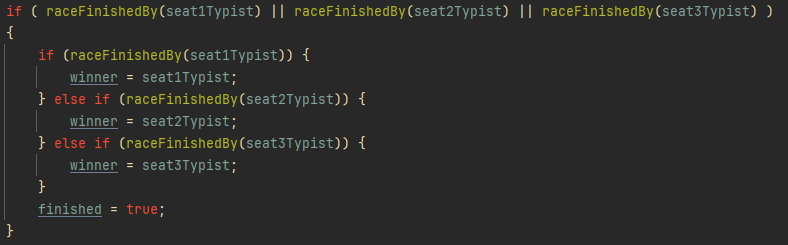 if ( raceFinishedBy(seat1Typist) || raceFinishedBy(seat2Typist) || raceFinishedBy(seat3Typist) )
{
    if (raceFinishedBy(seat1Typist)) {
        winner = seat1Typist;
    } else if (raceFinishedBy(seat2Typist)) {
        winner = seat2Typist;
    } else if (raceFinishedBy(seat3Typist)) {
        winner = seat3Typist;
    }
    finished = true;
}